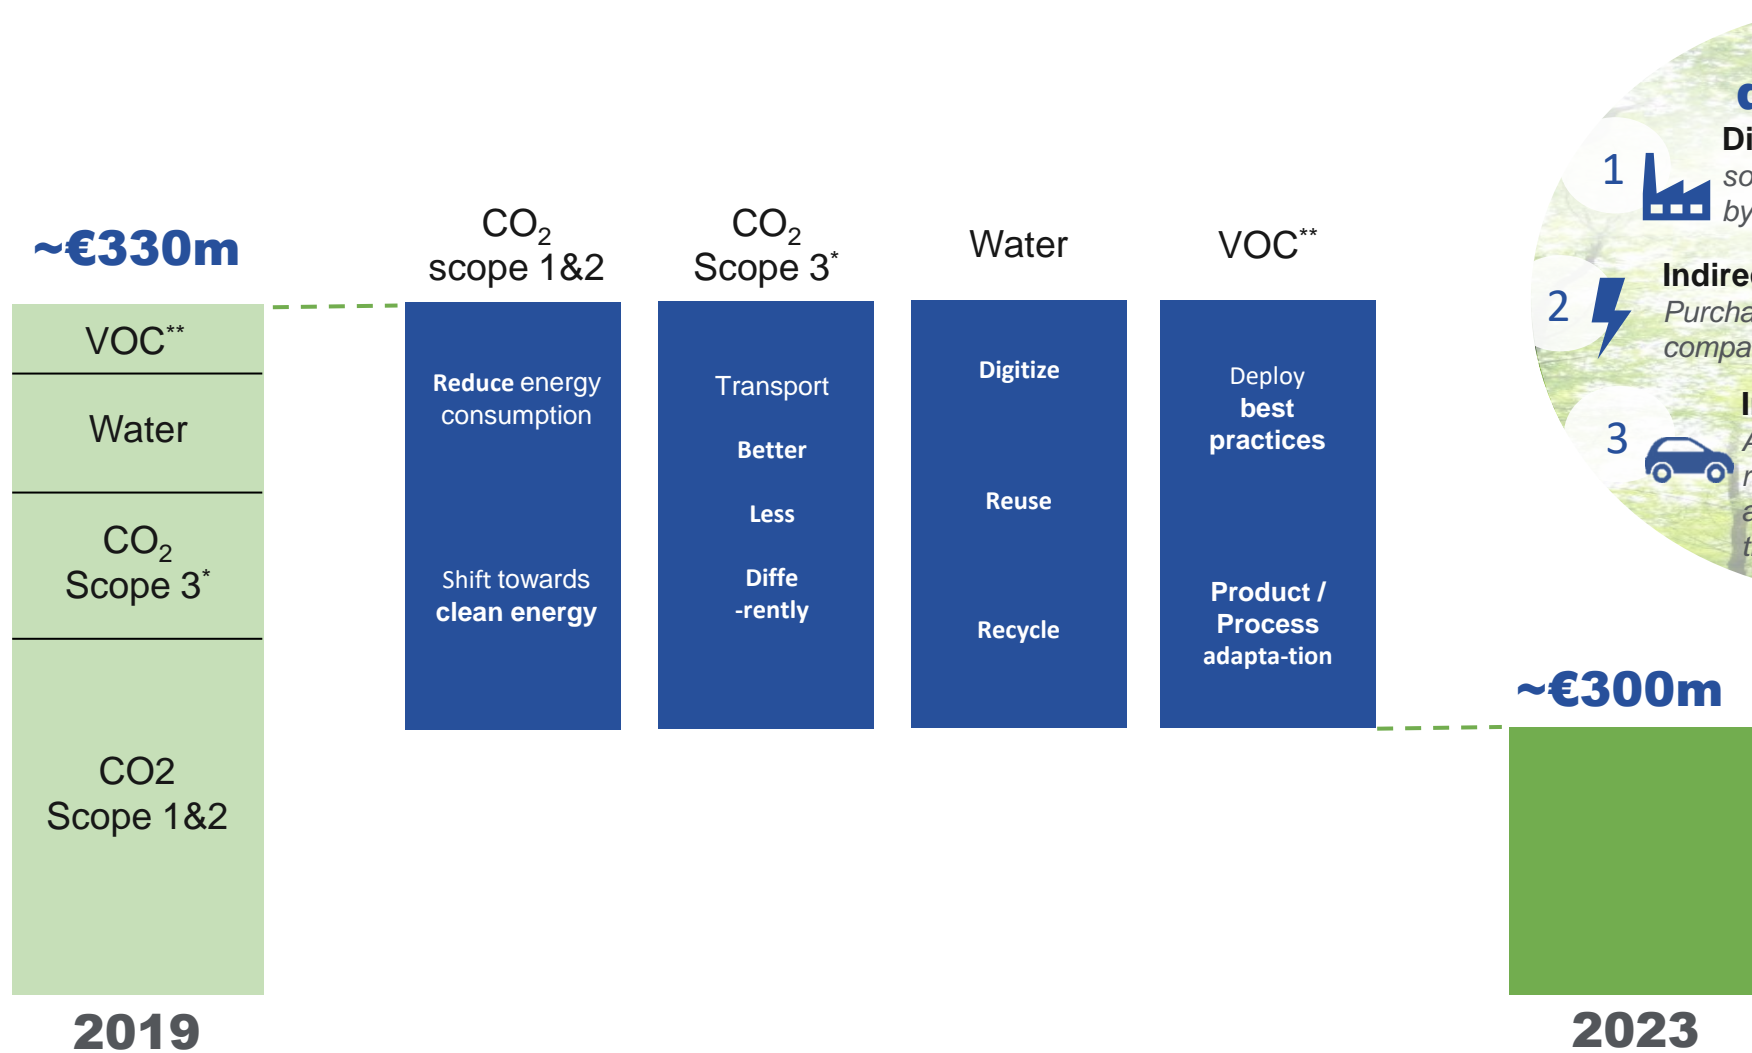 ~€330m
VOC**
Water
CO2
Scope 3*
CO2
Scope 1&2
2019
CO2
scope 1&2
Reduce energy
consumption
Shift towards
clean energy
CO2
Scope 3*
Transport
Better
Less
Diffe
-rently
Water
Digitize
Reuse
Recycle
VOC**
Deploy
best
practices
Product /
Process
adapta-tion
1
by
2
3
~€300m
2023